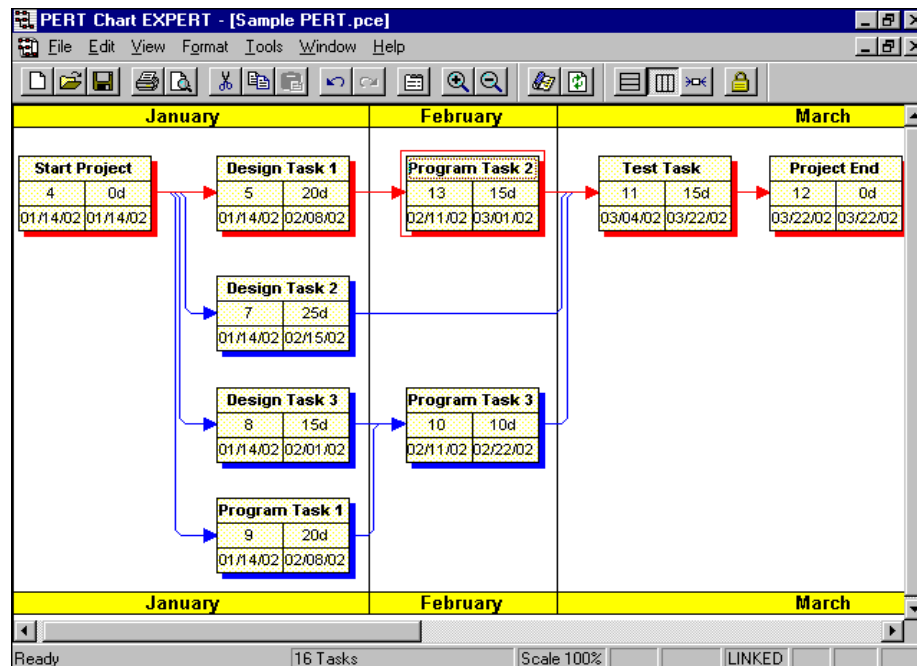 PERT Chart EXPERT - [Sample PERT.pce]
File Edit View Format Tools Window Help
January February March
Start Project
4 0d
01/14/02 01/14/02
Design Task 1
5 20d
01/14/02 02/08/02
Program Task 2
13 15d
02/11/02 03/01/02
Test Task
11 15d
03/04/02 03/22/02
Project End
12 0d
03/22/02 03/22/02
Design Task 2
7 25d
01/14/02 02/15/02
Design Task 3
8 15d
01/14/02 02/01/02
Program Task 3
10 10d
02/11/02 02/22/02
Program Task 1
9 20d
01/14/02 02/08/02
January February March
Ready 16 Tasks Scale 100% LINKED